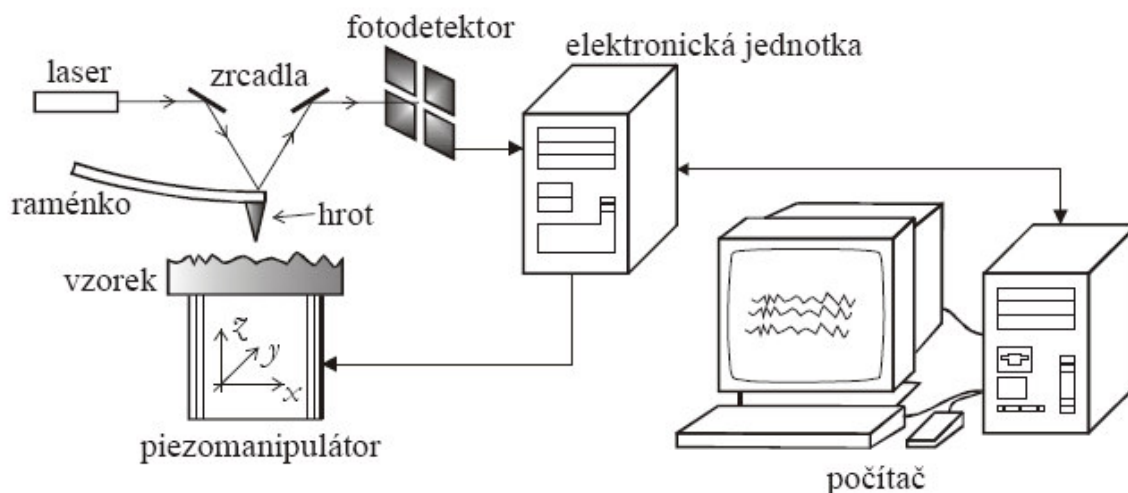 fotodetektor
elektronická jednotka
laser
zrcadla
raménko
hrot
vzorek
z
y
x
piezomanipulátor
počítač